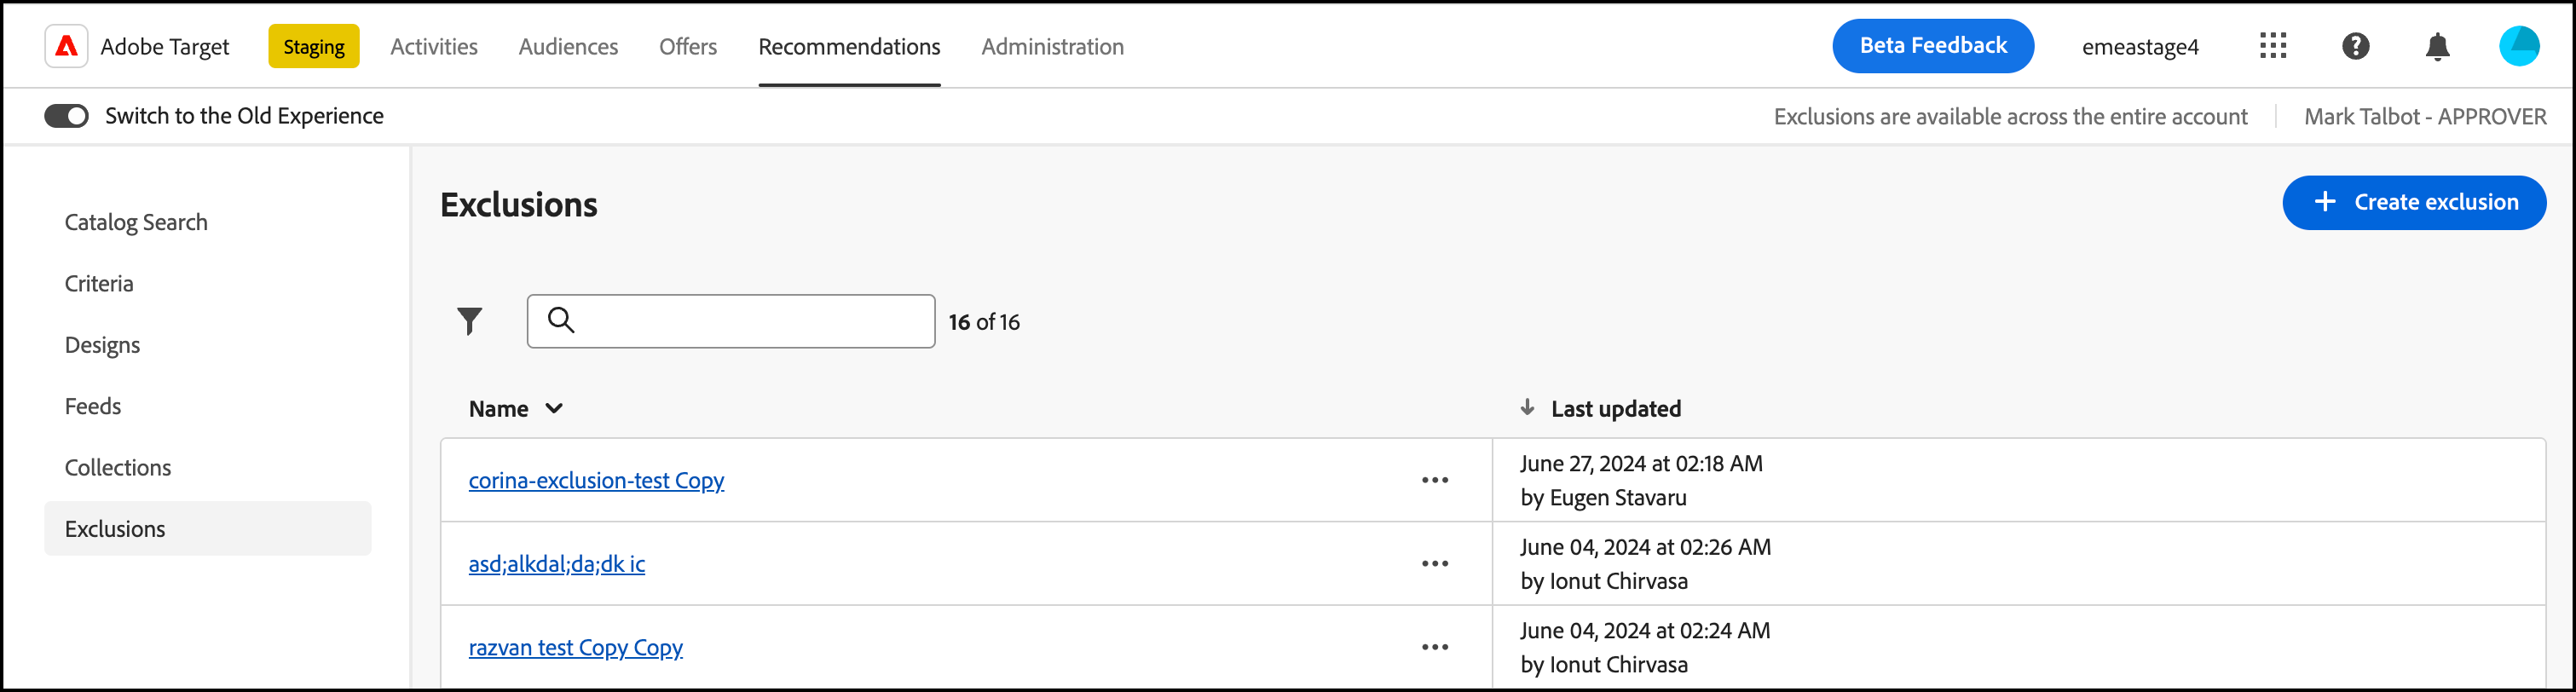 Adobe Target Staging Activities Audiences Offers Recommendations Administration Beta Feedback emeastage4
Switch to the Old Experience Exclusions are available across the entire account Mark Talbot - APPROVER
Catalog Search
Criteria
Designs
Feeds
Collections
Exclusions
Exclusions
Create exclusion
16 of 16
Name Last updated
corina-exclusion-test Copy
June 27, 2024 at 02:18 AM
by Eugen Stavaru
asd;alkdal;da;dk ic
June 04, 2024 at 02:26 AM
by Ionut Chirvasa
razvan test Copy Copy
June 04, 2024 at 02:24 AM
by Ionut Chirvasa